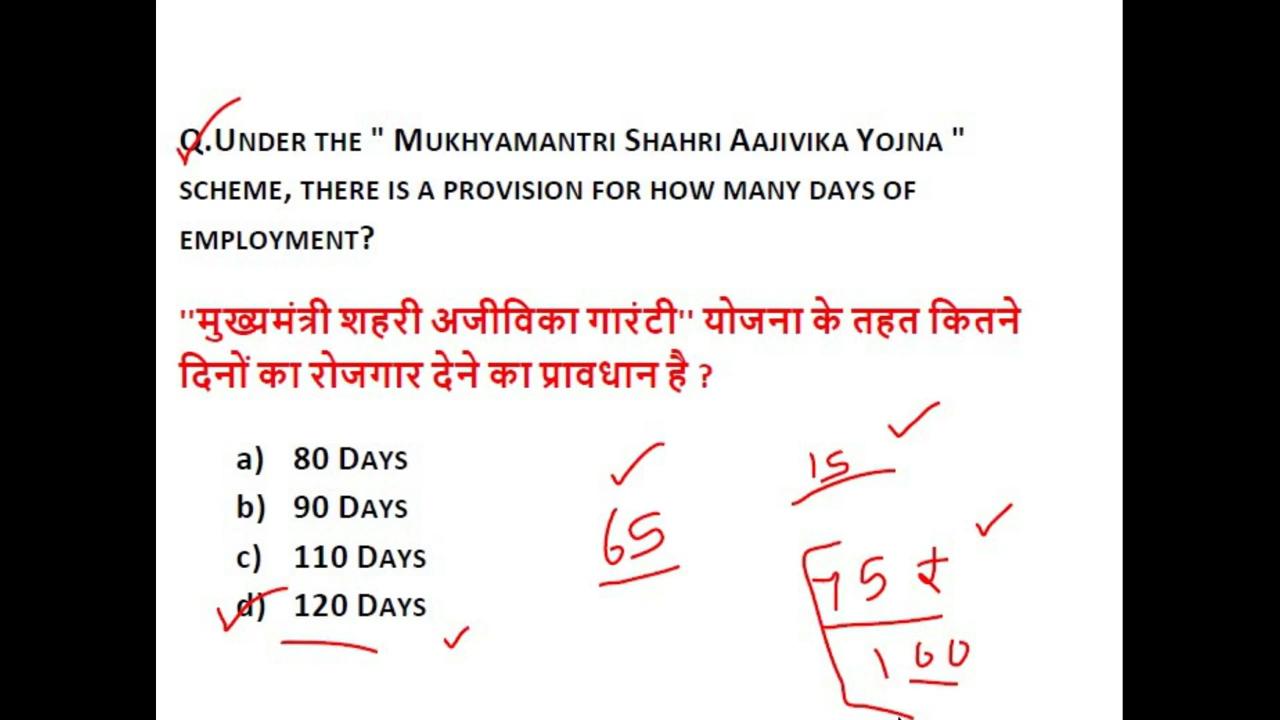 Q.UNDER THE " MUKHYAMANTRI SHAHRI AAJIVIKA YOJNA "
SCHEME, THERE IS A PROVISION FOR HOW MANY DAYS OF
EMPLOYMENT?
''मुख्यमंत्री शहरी अजीविका गारंटी'' योजना के तहत कितने
दिनों का रोजगार देने का प्रावधान है ?
a) 80 DAYS
b) 90 DAYS
c) 110 DAYS
d) 120 DAYS
65
15
75 ₹
100